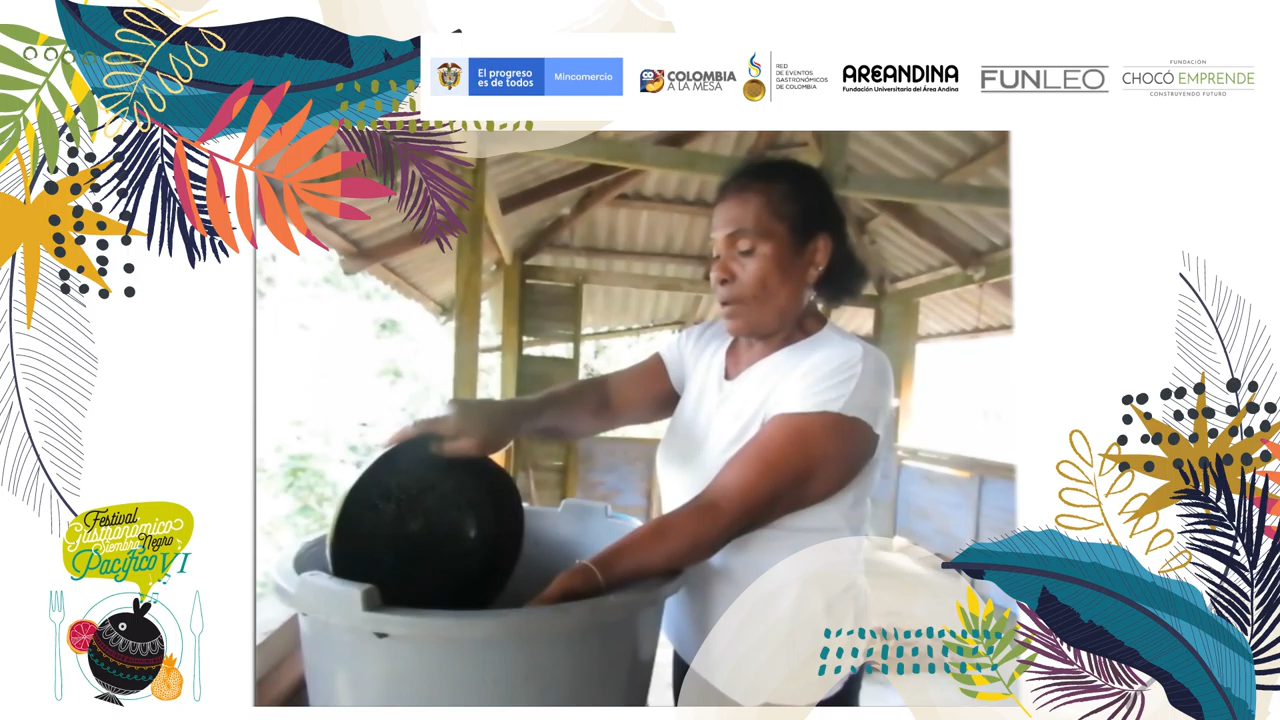 El progreso
es de todos
Mincomercio
CO
COLOMBIA
A LA MESA
RED
DE EVENTOS
GASTRONÓMICOS
DE COLOMBIA
AREANDINA
Fundación Universitaria del Área Andina
FUNLEO
FUNDACIÓN
CHOCÓ EMPRENDE
CONSTRUYENDO FUTURO
Festival
Gastronómico
Siembra Negro
Pacífico VI